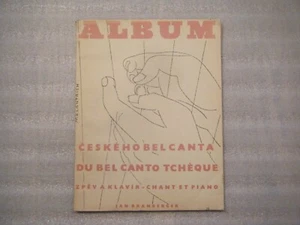 ALBUM
ČESKÉHO BEL CANTA
DU BEL CANTO TCHÈQUE
ZPĚV A KLAVÍR - CHANT ET PIANO